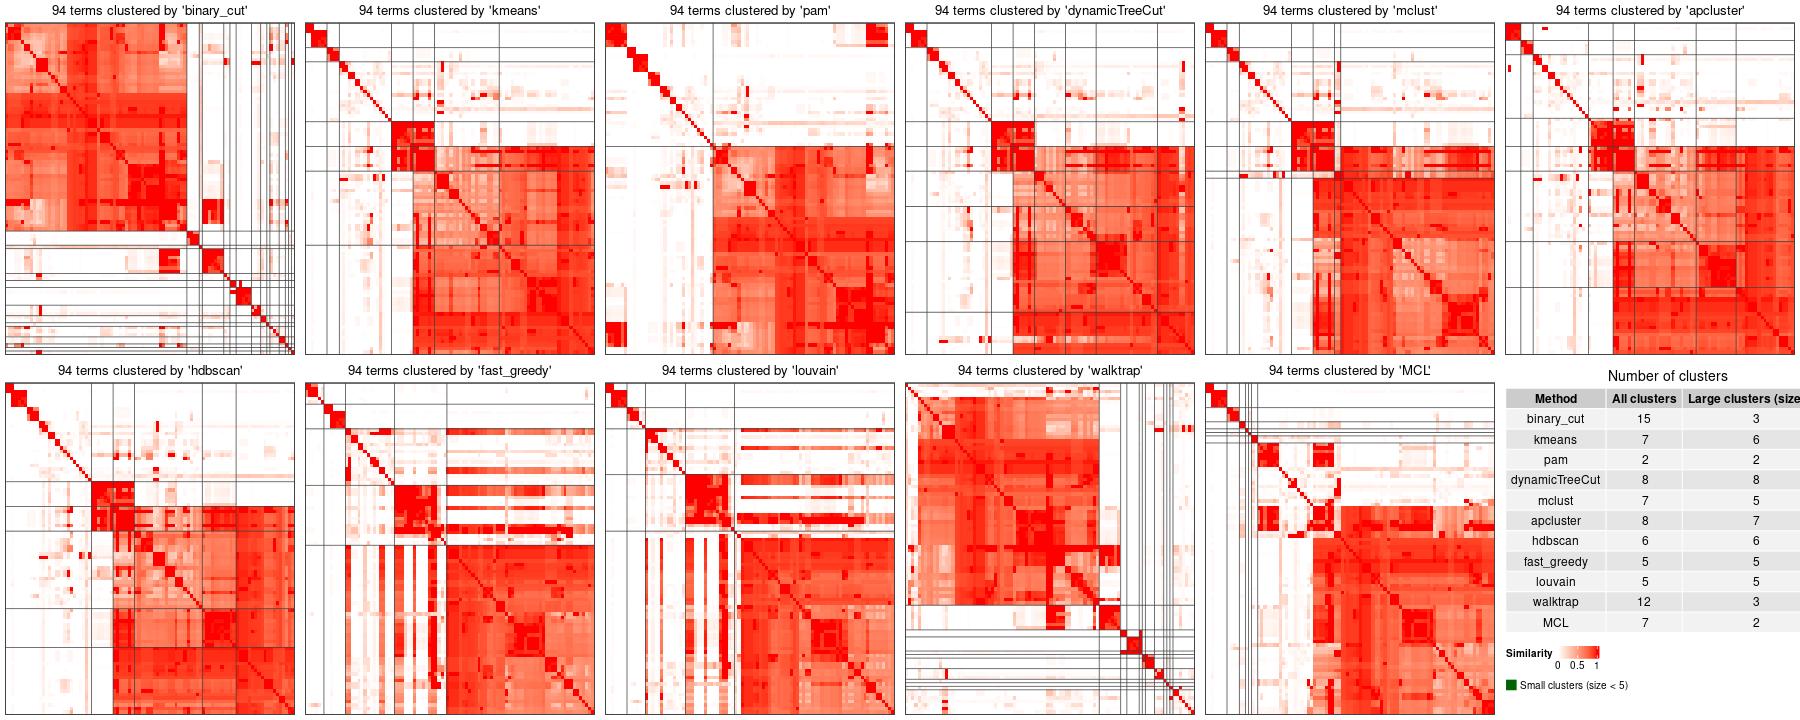 94 terms clustered by 'binary_cut'
94 terms clustered by 'kmeans'
94 terms clustered by 'pam'
94 terms clustered by 'dynamicTreeCut'
94 terms clustered by 'mclust'
94 terms clustered by 'apcluster'
94 terms clustered by 'hdbscan'
94 terms clustered by 'fast_greedy'
94 terms clustered by 'louvain'
94 terms clustered by 'walktrap'
94 terms clustered by 'MCL'
Number of clusters
Method All clusters Large clusters (size
binary_cut 15 3
kmeans 7 6
pam 2 2
dynamicTreeCut 8 8
mclust 7 5
apcluster 8 7
hdbscan 6 6
fast_greedy 5 5
louvain 5 5
walktrap 12 3
MCL 7 2
Similarity
0 0.5 1
Small clusters (size < 5)